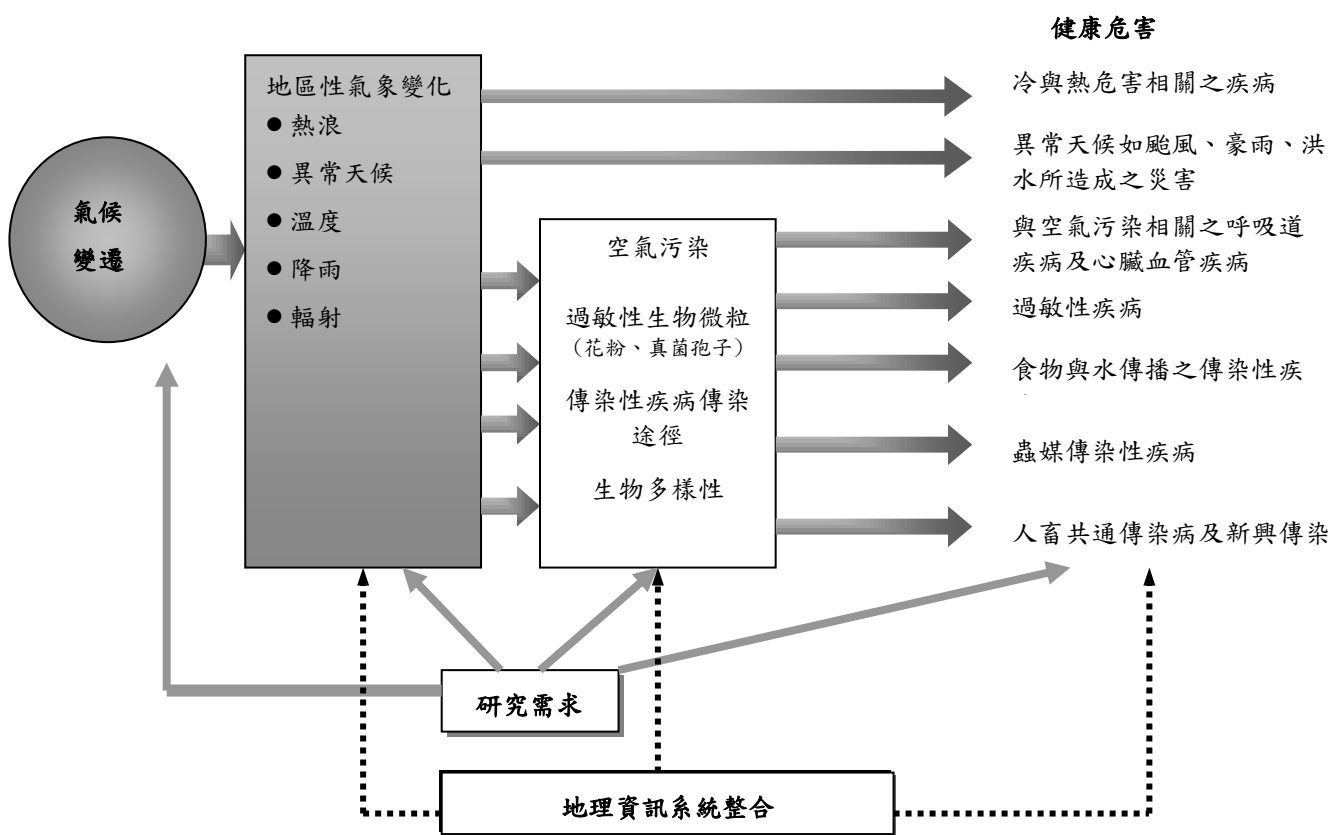 健康危害
氣候
變遷
地區性氣象變化
● 熱浪
● 異常天候
● 溫度
● 降雨
● 輻射
空氣污染
過敏性生物微粒
（花粉、真菌孢子）
傳染性疾病傳染
途徑
生物多樣性
冷與熱危害相關之疾病
異常天候如颱風、豪雨、洪
水所造成之災害
與空氣污染相關之呼吸道
疾病及心臟血管疾病
過敏性疾病
食物與水傳播之傳染性疾
蟲媒傳染性疾病
人畜共通傳染病及新興傳染
研究需求
地理資訊系統整合